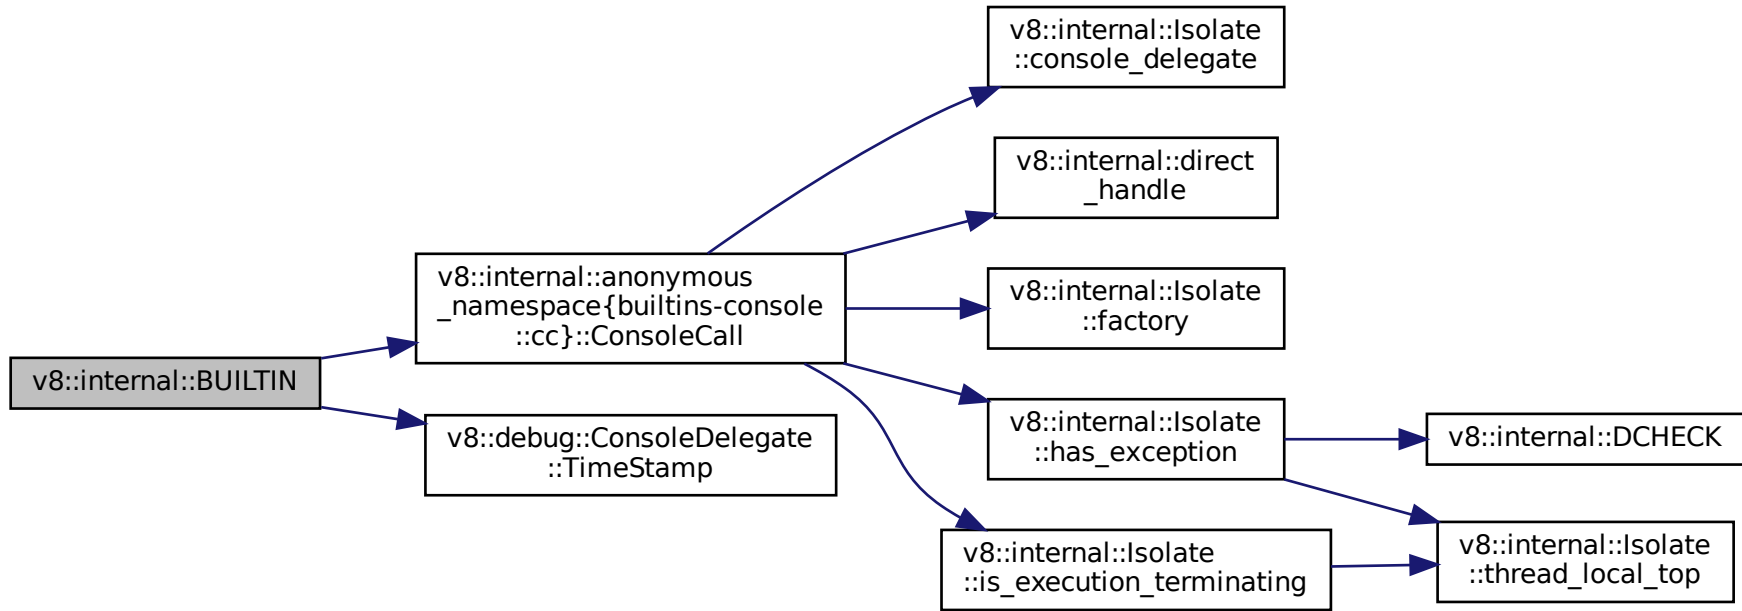 v8::internal::BUILTIN
v8::internal::anonymous
_namespace{builtins-console
::cc}::ConsoleCall
v8::debug::ConsoleDelegate
::TimeStamp
v8::internal::Isolate
::console_delegate
v8::internal::direct
_handle
v8::internal::Isolate
::factory
v8::internal::Isolate
::has_exception
v8::internal::Isolate
::is_execution_terminating
v8::internal::DCHECK
v8::internal::Isolate
::thread_local_top